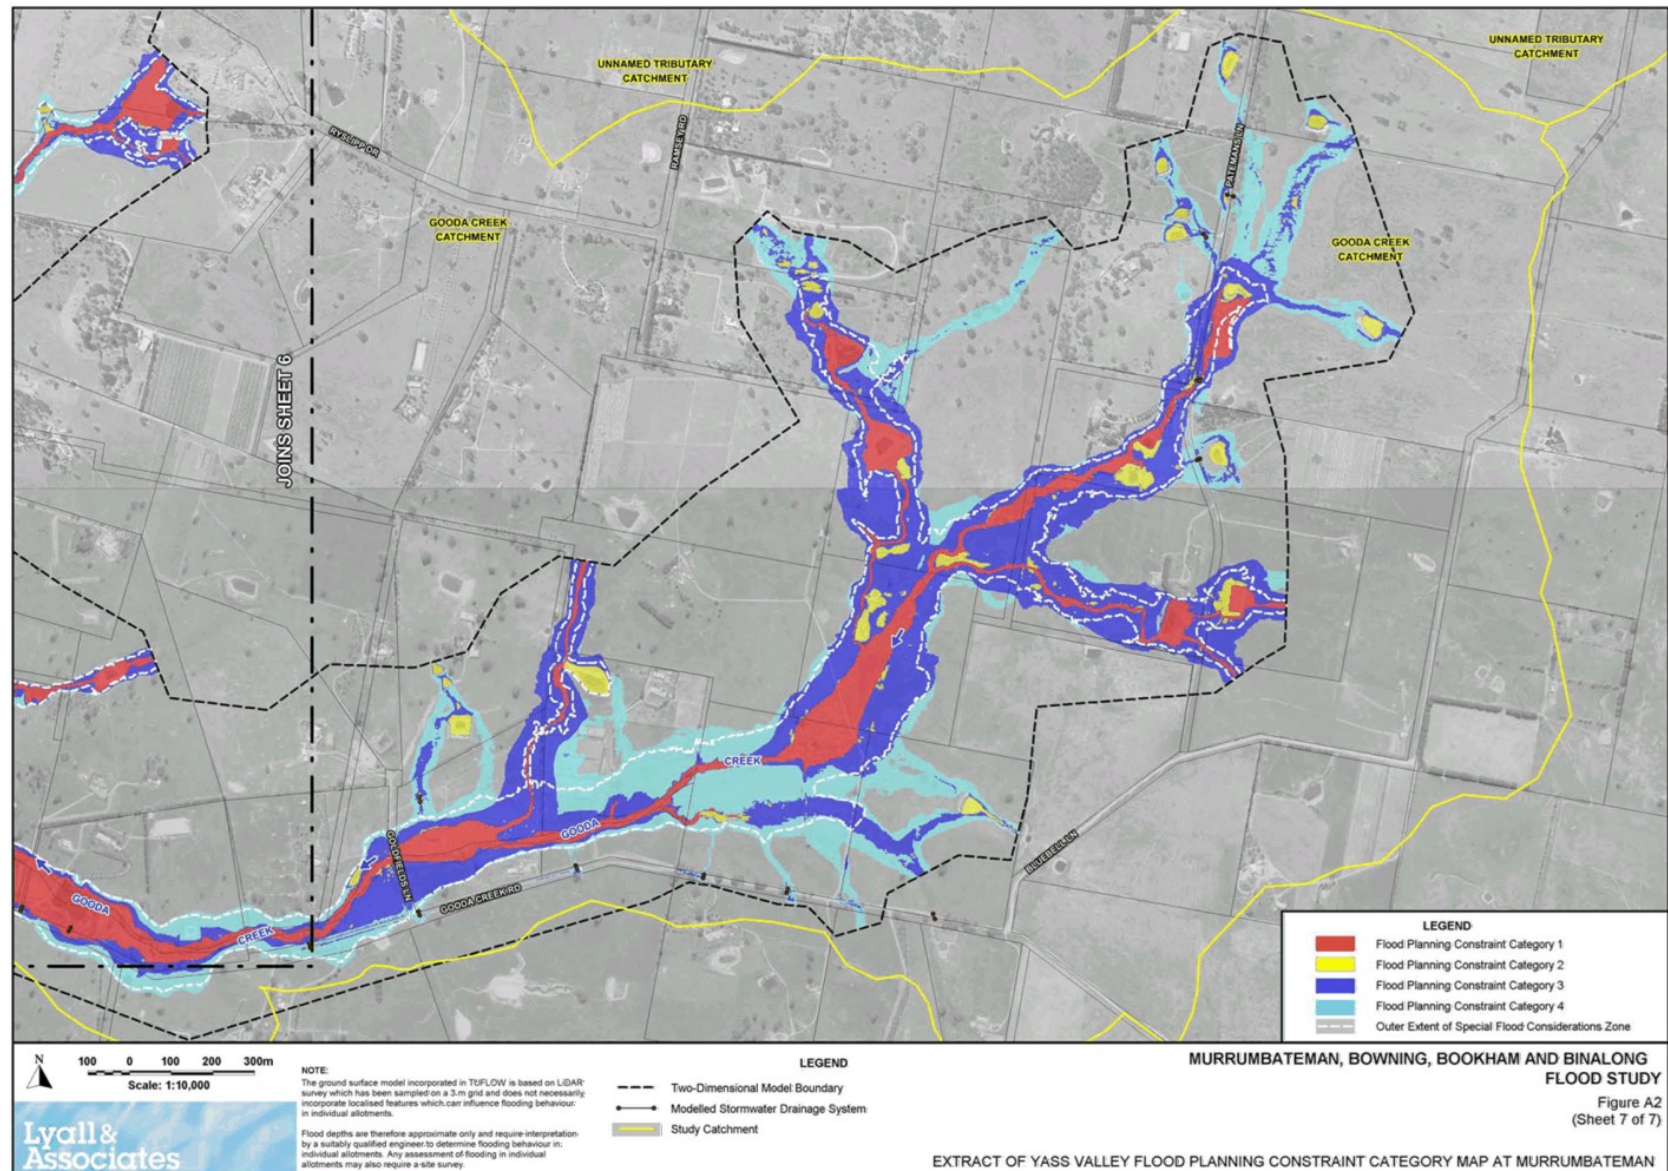 UNNAMED TRIBUTARY
CATCHMENT
UNNAMED TRIBUTARY
CATCHMENT
RYSLIPP DR
RAMSEY RD
PATEMANS LN
GOODA CREEK
CATCHMENT
GOODA CREEK
CATCHMENT
JOINS SHEET 6
CREEK
GOODA
GOLDFIELDS LN
GOODA CREEK RD
BLUEBELL LN
GOODA
CREEK
LEGEND
Flood Planning Constraint Category 1
Flood Planning Constraint Category 2
Flood Planning Constraint Category 3
Flood Planning Constraint Category 4
Outer Extent of Special Flood Considerations Zone
N
100 0 100 200 300m
Scale: 1:10,000
Lyall &
Associates
NOTE:
The ground surface model incorporated in TUFLOW is based on LiDAR
survey which has been sampled on a 3 m grid and does not necessarily
incorporate localised features which can influence flooding behaviour
in individual allotments.
Flood depths are therefore approximate only and require interpretation
by a suitably qualified engineer to determine flooding behaviour in
individual allotments. Any assessment of flooding in individual
allotments may also require a site survey.
LEGEND
Two-Dimensional Model Boundary
Modelled Stormwater Drainage System
Study Catchment
MURRUMBATEMAN, BOWNING, BOOKHAM AND BINALONG
FLOOD STUDY
Figure A2
(Sheet 7 of 7)
EXTRACT OF YASS VALLEY FLOOD PLANNING CONSTRAINT CATEGORY MAP AT MURRUMBATEMAN